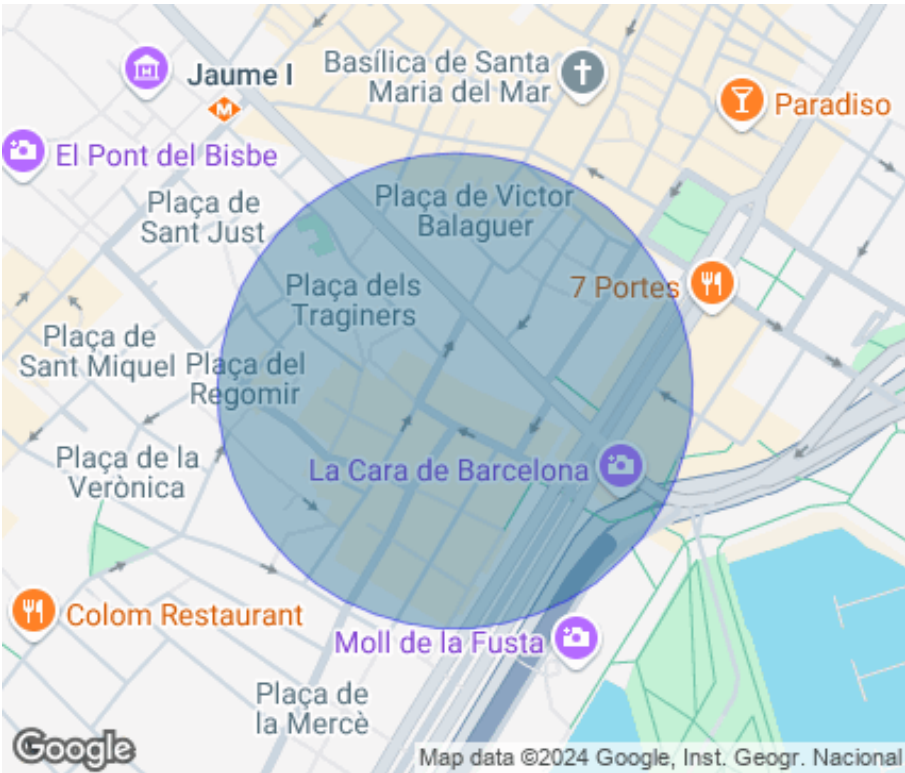 Jaume I
Basílica de Santa
Maria del Mar
Paradiso
El Pont del Bisbe
Plaça de
Sant Just
Plaça de Victor
Balaguer
Plaça dels
Traginers
7 Portes
Plaça de
Sant Miquel
Plaça del
Regomir
Plaça de la
Verònica
La Cara de Barcelona
Colom Restaurant
Moll de la Fusta
Plaça de
la Mercè
Google
Map data ©2024 Google, Inst. Geogr. Nacional